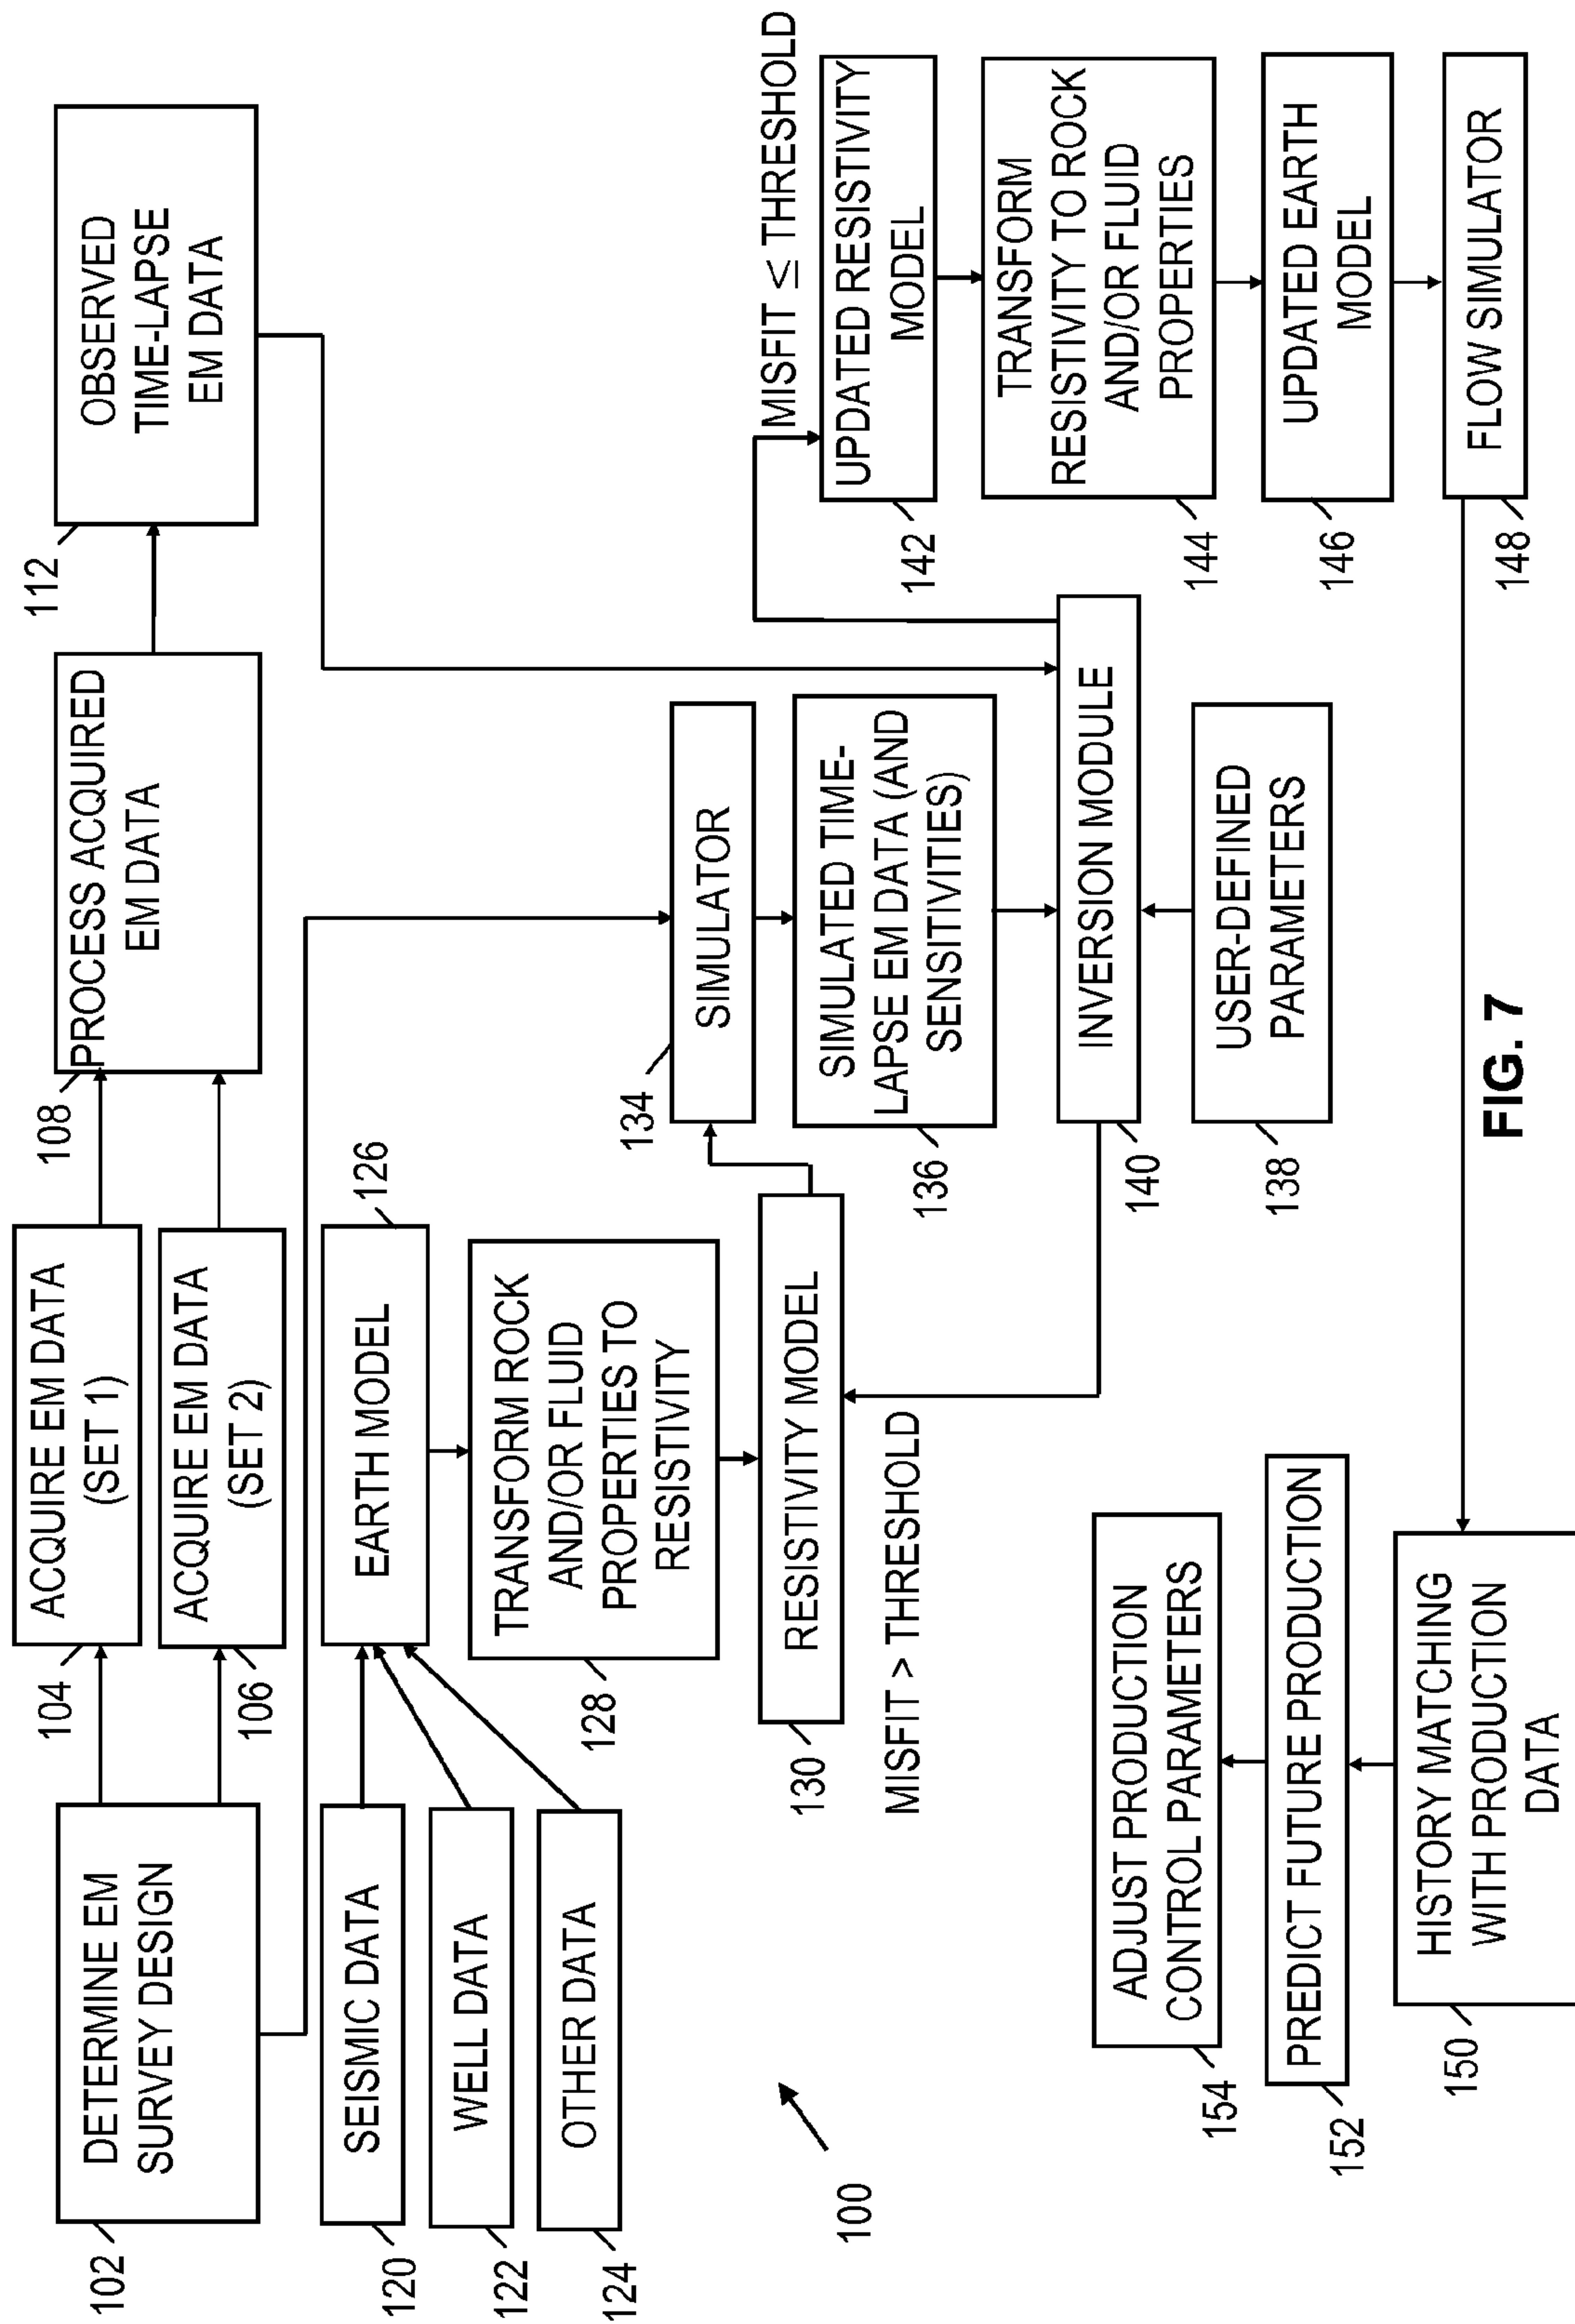 102
DETERMINE EM
SURVEY DESIGN
104
ACQUIRE EM DATA
(SET 1)
106
ACQUIRE EM DATA
(SET 2)
108
PROCESS ACQUIRED
EM DATA
112
OBSERVED
TIME-LAPSE
EM DATA
120
SEISMIC DATA
122
WELL DATA
124
OTHER DATA
126
EARTH MODEL
128
TRANSFORM ROCK
AND/OR FLUID
PROPERTIES TO
RESISTIVITY
130
RESISTIVITY MODEL
MISFIT > THRESHOLD
134
SIMULATOR
136
SIMULATED TIME-
LAPSE EM DATA (AND
SENSITIVITIES)
140
INVERSION MODULE
138
USER-DEFINED
PARAMETERS
MISFIT ≤ THRESHOLD
142
UPDATED RESISTIVITY
MODEL
144
TRANSFORM
RESISTIVITY TO ROCK
AND/OR FLUID
PROPERTIES
146
UPDATED EARTH
MODEL
148
FLOW SIMULATOR
100
154
ADJUST PRODUCTION
CONTROL PARAMETERS
152
PREDICT FUTURE PRODUCTION
150
HISTORY MATCHING
WITH PRODUCTION
DATA
FIG. 7